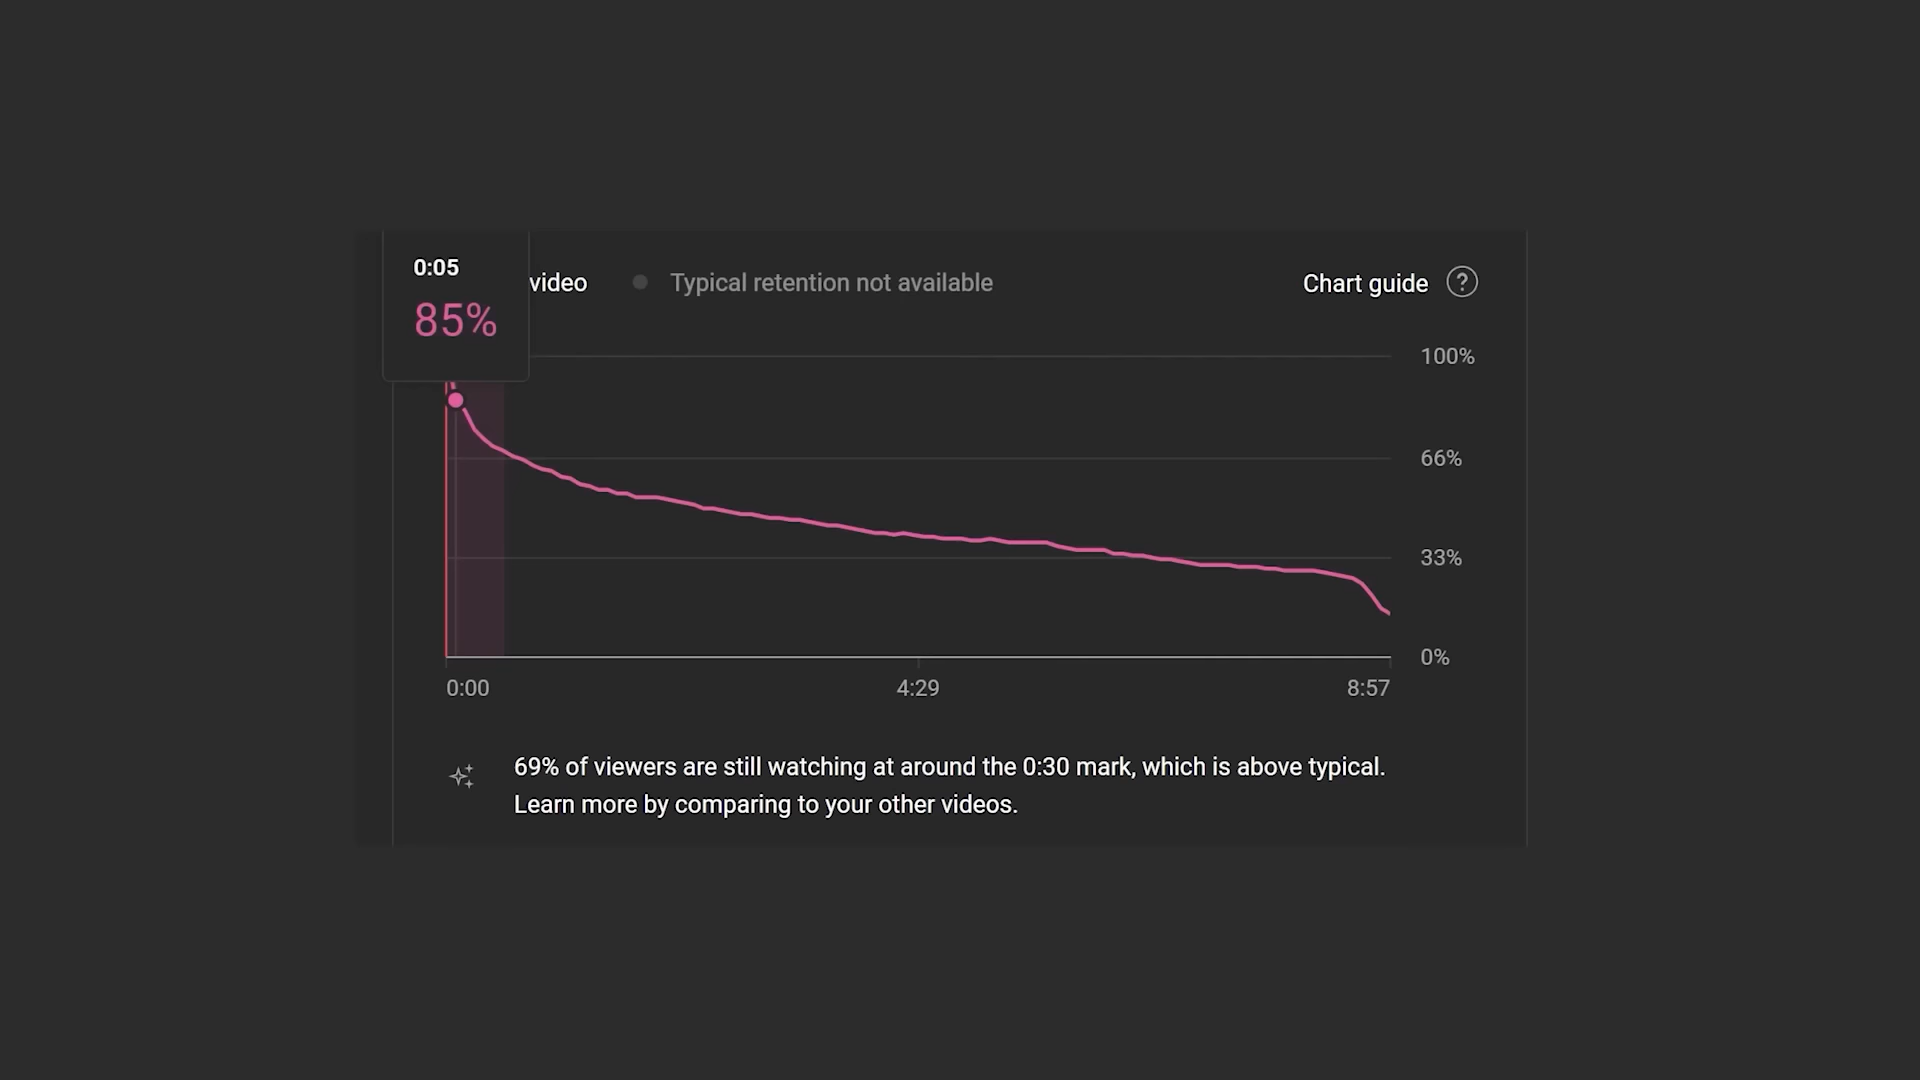 0:05
85%
video
Typical retention not available
Chart guide
?
100%
66%
33%
0%
0:00
4:29
8:57
69% of viewers are still watching at around the 0:30 mark, which is above typical.
Learn more by comparing to your other videos.